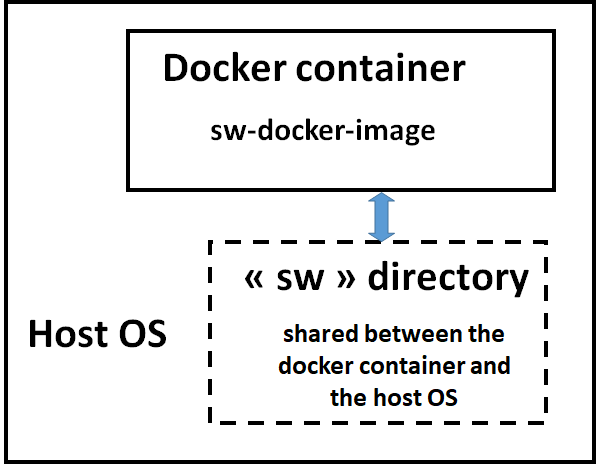 Docker container
sw-docker-image
« sw » directory
Host OS
shared between the
docker container and
the host OS